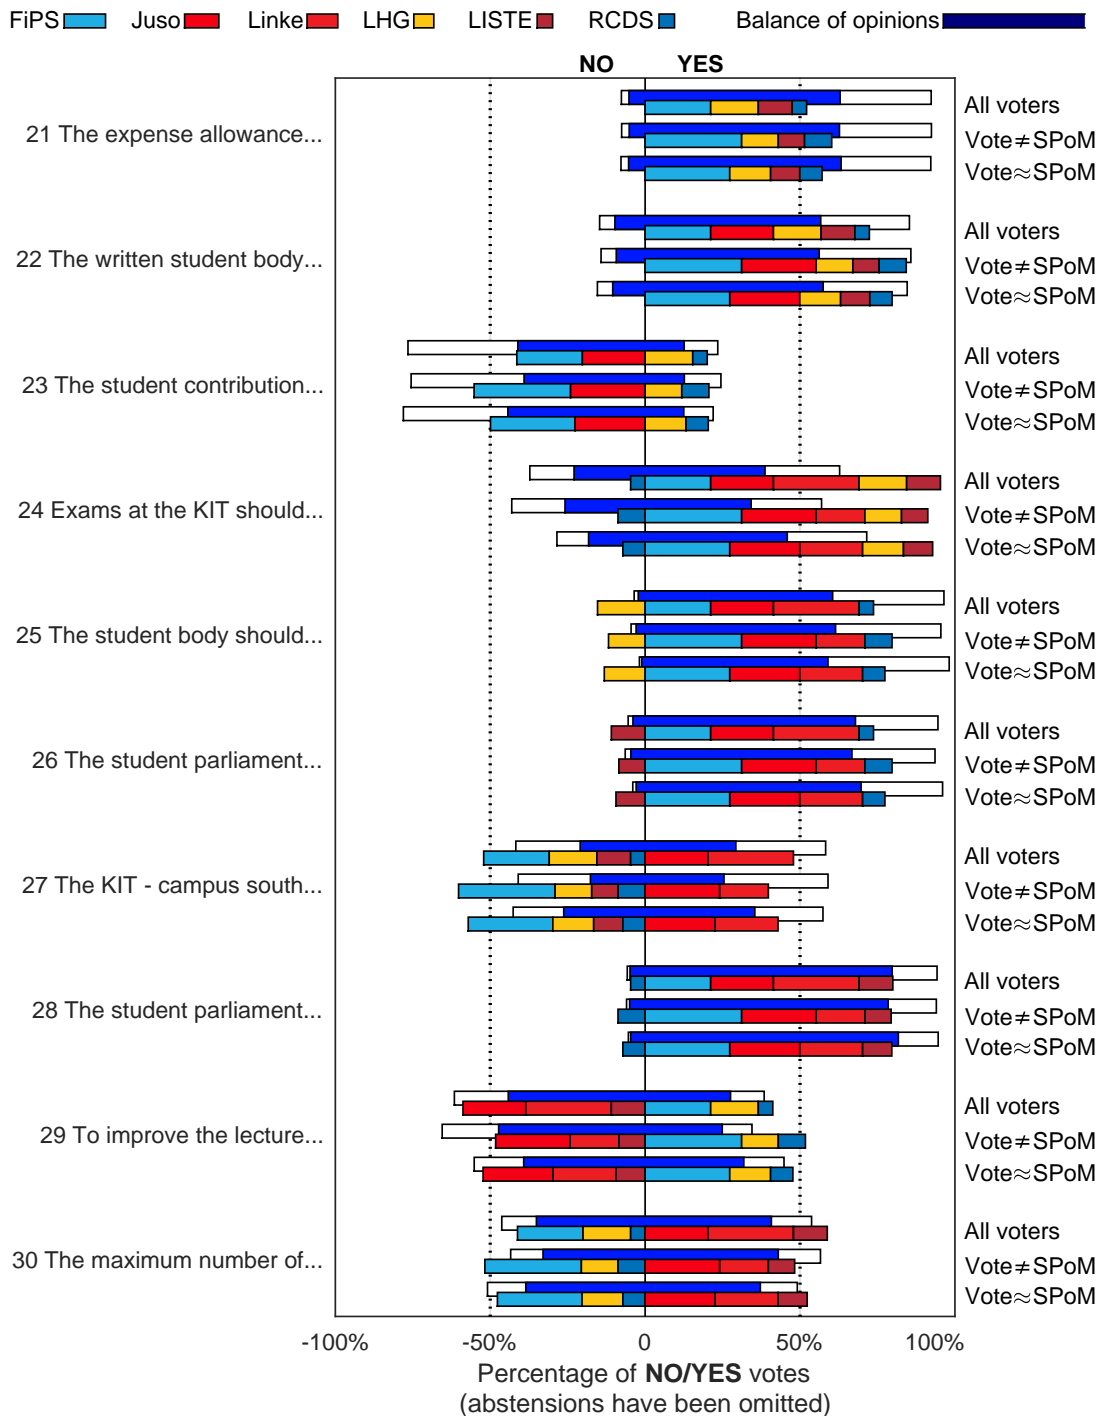 FiPS Juso Linke LHG LISTE RCDS Balance of opinions
NO YES
21 The expense allowance...
All voters
Vote≠SPoM
Vote≈SPoM
22 The written student body...
All voters
Vote≠SPoM
Vote≈SPoM
23 The student contribution...
All voters
Vote≠SPoM
Vote≈SPoM
24 Exams at the KIT should...
All voters
Vote≠SPoM
Vote≈SPoM
25 The student body should...
All voters
Vote≠SPoM
Vote≈SPoM
26 The student parliament...
All voters
Vote≠SPoM
Vote≈SPoM
27 The KIT - campus south...
All voters
Vote≠SPoM
Vote≈SPoM
28 The student parliament...
All voters
Vote≠SPoM
Vote≈SPoM
29 To improve the lecture...
All voters
Vote≠SPoM
Vote≈SPoM
30 The maximum number of...
All voters
Vote≠SPoM
Vote≈SPoM
-100% -50% 0 50% 100%
Percentage of NO/YES votes
(abstensions have been omitted)